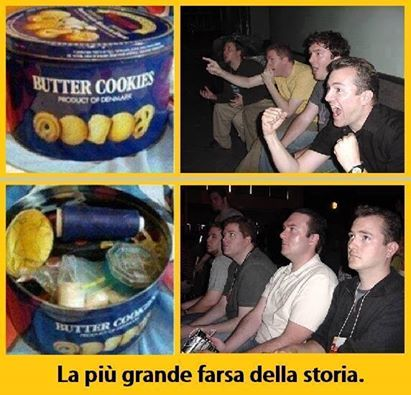 BUTTER COOKIES
PRODUCT OF DENMARK
BUTTER COOKIES
La più grande farsa della storia.